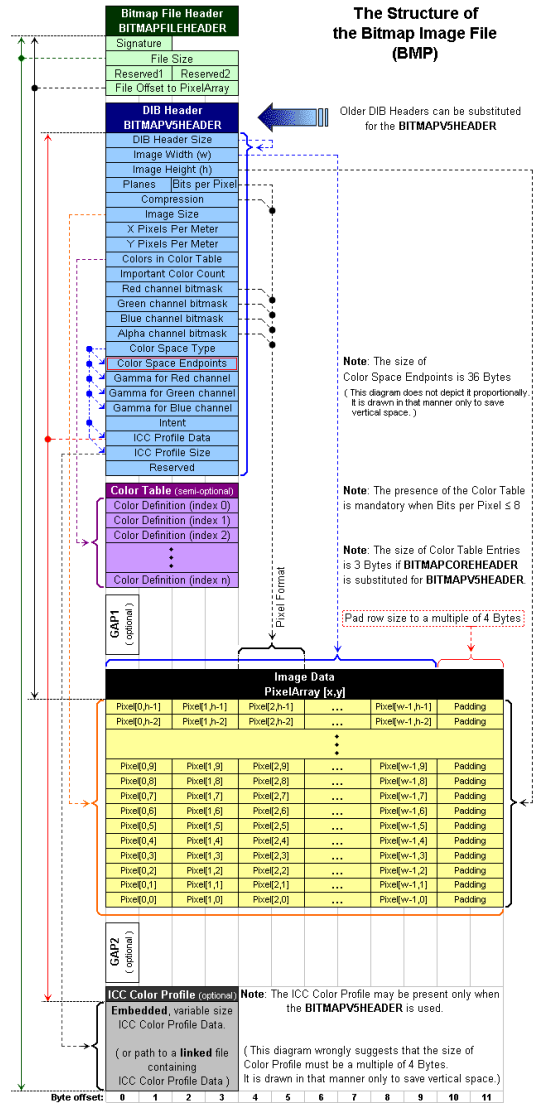 The Structure of
the Bitmap Image File
(BMP)
Bitmap File Header
BITMAPFILEHEADER
Signature
File Size
Reserved1 Reserved2
File Offset to PixelArray
DIB Header
BITMAPV5HEADER
Older DIB Headers can be substituted
for the BITMAPV5HEADER
DIB Header Size
Image Width (w)
Image Height (h)
Planes Bits per Pixel
Compression
Image Size
X Pixels Per Meter
Y Pixels Per Meter
Colors in Color Table
Important Color Count
Red channel bitmask
Green channel bitmask
Blue channel bitmask
Alpha channel bitmask
Color Space Type
Color Space Endpoints
Gamma for Red channel
Gamma for Green channel
Gamma for Blue channel
Intent
ICC Profile Data
ICC Profile Size
Reserved
Note: The size of
Color Space Endpoints is 36 Bytes
( This diagram does not depict it proportionally.
It is drawn in that manner only to save
vertical space. )
Color Table (semi-optional)
Color Definition (index 0)
Color Definition (index 1)
Color Definition (index 2)
Color Definition (index n)
Note: The presence of the Color Table
is mandatory when Bits per Pixel ≤ 8
Note: The size of Color Table Entries
is 3 Bytes if BITMAPCOREHEADER
is substituted for BITMAPV5HEADER.
GAP1
( optional )
Pixel Format
Pad row size to a multiple of 4 Bytes
Image Data
PixelArray [x,y]
Pixel[0,h-1] Pixel[1,h-1] Pixel[2,h-1] ... Pixel[w-1,h-1] Padding
Pixel[0,h-2] Pixel[1,h-2] Pixel[2,h-2] ... Pixel[w-1,h-2] Padding
Pixel[0,9] Pixel[1,9] Pixel[2,9] ... Pixel[w-1,9] Padding
Pixel[0,8] Pixel[1,8] Pixel[2,8] ... Pixel[w-1,8] Padding
Pixel[0,7] Pixel[1,7] Pixel[2,7] ... Pixel[w-1,7] Padding
Pixel[0,6] Pixel[1,6] Pixel[2,6] ... Pixel[w-1,6] Padding
Pixel[0,5] Pixel[1,5] Pixel[2,5] ... Pixel[w-1,5] Padding
Pixel[0,4] Pixel[1,4] Pixel[2,4] ... Pixel[w-1,4] Padding
Pixel[0,3] Pixel[1,3] Pixel[2,3] ... Pixel[w-1,3] Padding
Pixel[0,2] Pixel[1,2] Pixel[2,2] ... Pixel[w-1,2] Padding
Pixel[0,1] Pixel[1,1] Pixel[2,1] ... Pixel[w-1,1] Padding
Pixel[0,0] Pixel[1,0] Pixel[2,0] ... Pixel[w-1,0] Padding
GAP2
( optional )
ICC Color Profile (optional)
Embedded, variable size
ICC Color Profile Data.
( or path to a linked file
containing
ICC Color Profile Data )
Note: The ICC Color Profile may be present only when
the BITMAPV5HEADER is used.
( This diagram wrongly suggests that the size of
Color Profile must be a multiple of 4 Bytes.
It is drawn in that manner only to save vertical space.)
Byte offset: 0 1 2 3 4 5 6 7 8 9 10 11